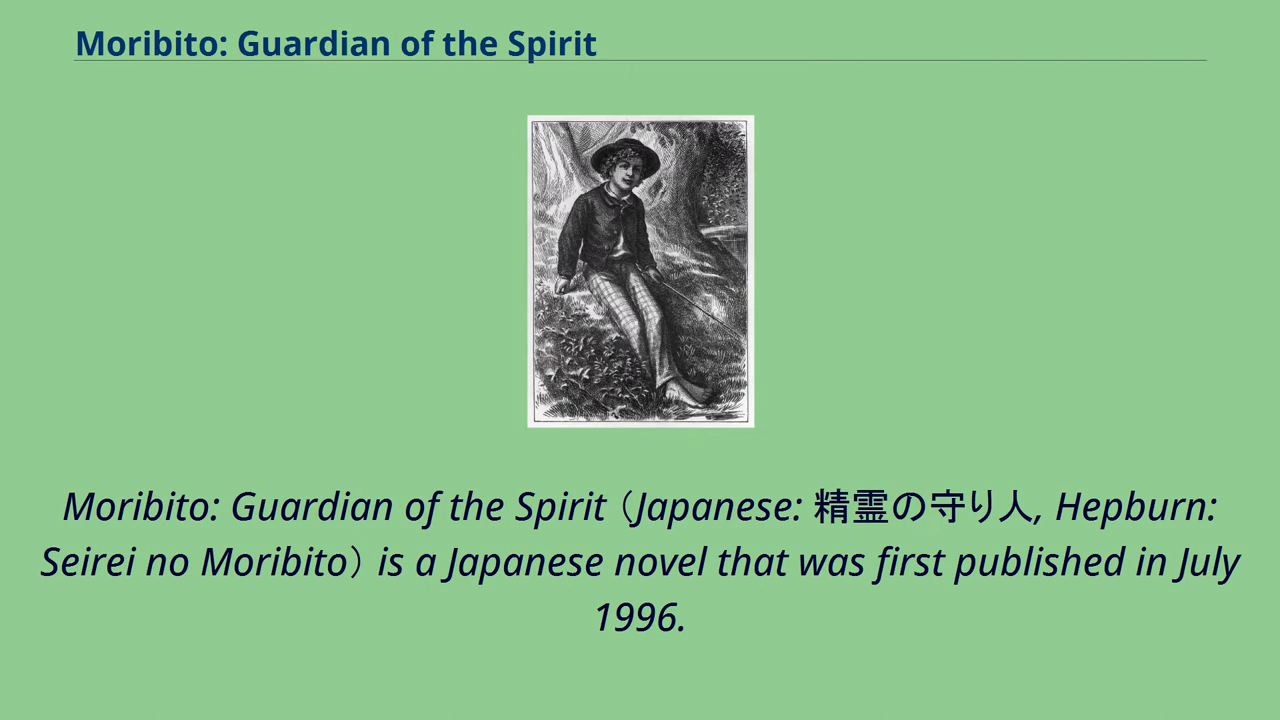 Moribito: Guardian of the Spirit
Moribito: Guardian of the Spirit（Japanese: 精霊の守り人, Hepburn:
Seirei no Moribito）is a Japanese novel that was first published in July
1996.